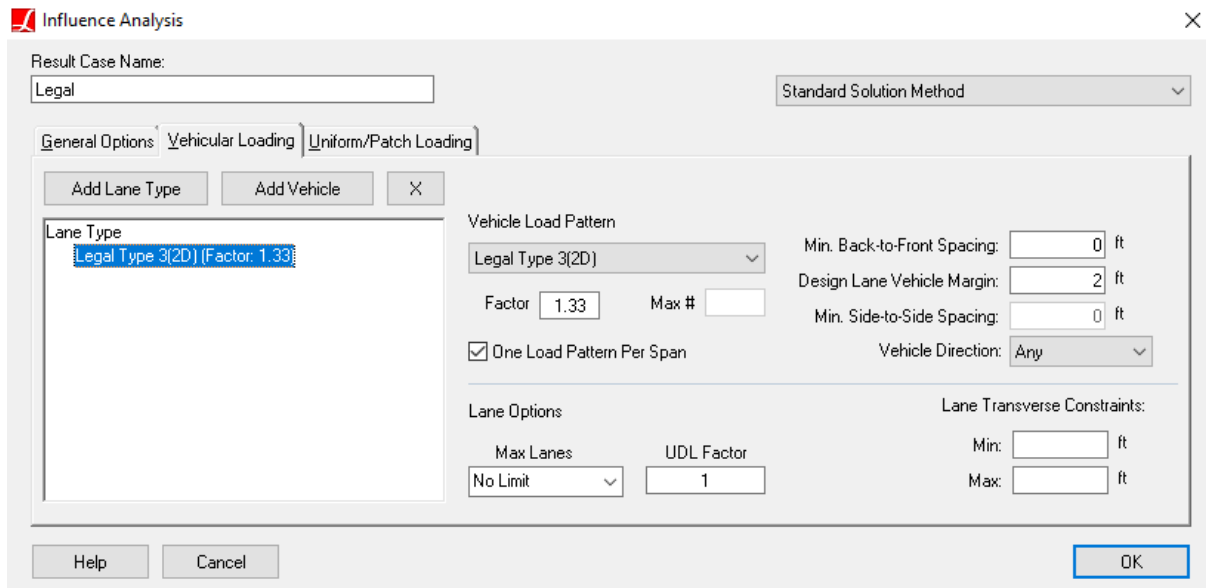 Influence Analysis
Result Case Name:
Legal
Standard Solution Method
General Options Vehicular Loading Uniform/Patch Loading
Add Lane Type Add Vehicle X
Lane Type
Legal Type 3(2D) (Factor: 1.33)
Vehicle Load Pattern
Legal Type 3(2D)
Factor 1.33 Max #
One Load Pattern Per Span
Min. Back-to-Front Spacing: 0 ft
Design Lane Vehicle Margin: 2 ft
Min. Side-to-Side Spacing: 0 ft
Vehicle Direction: Any
Lane Options
Max Lanes UDL Factor
No Limit 1
Lane Transverse Constraints:
Min: ft
Max: ft
Help Cancel OK